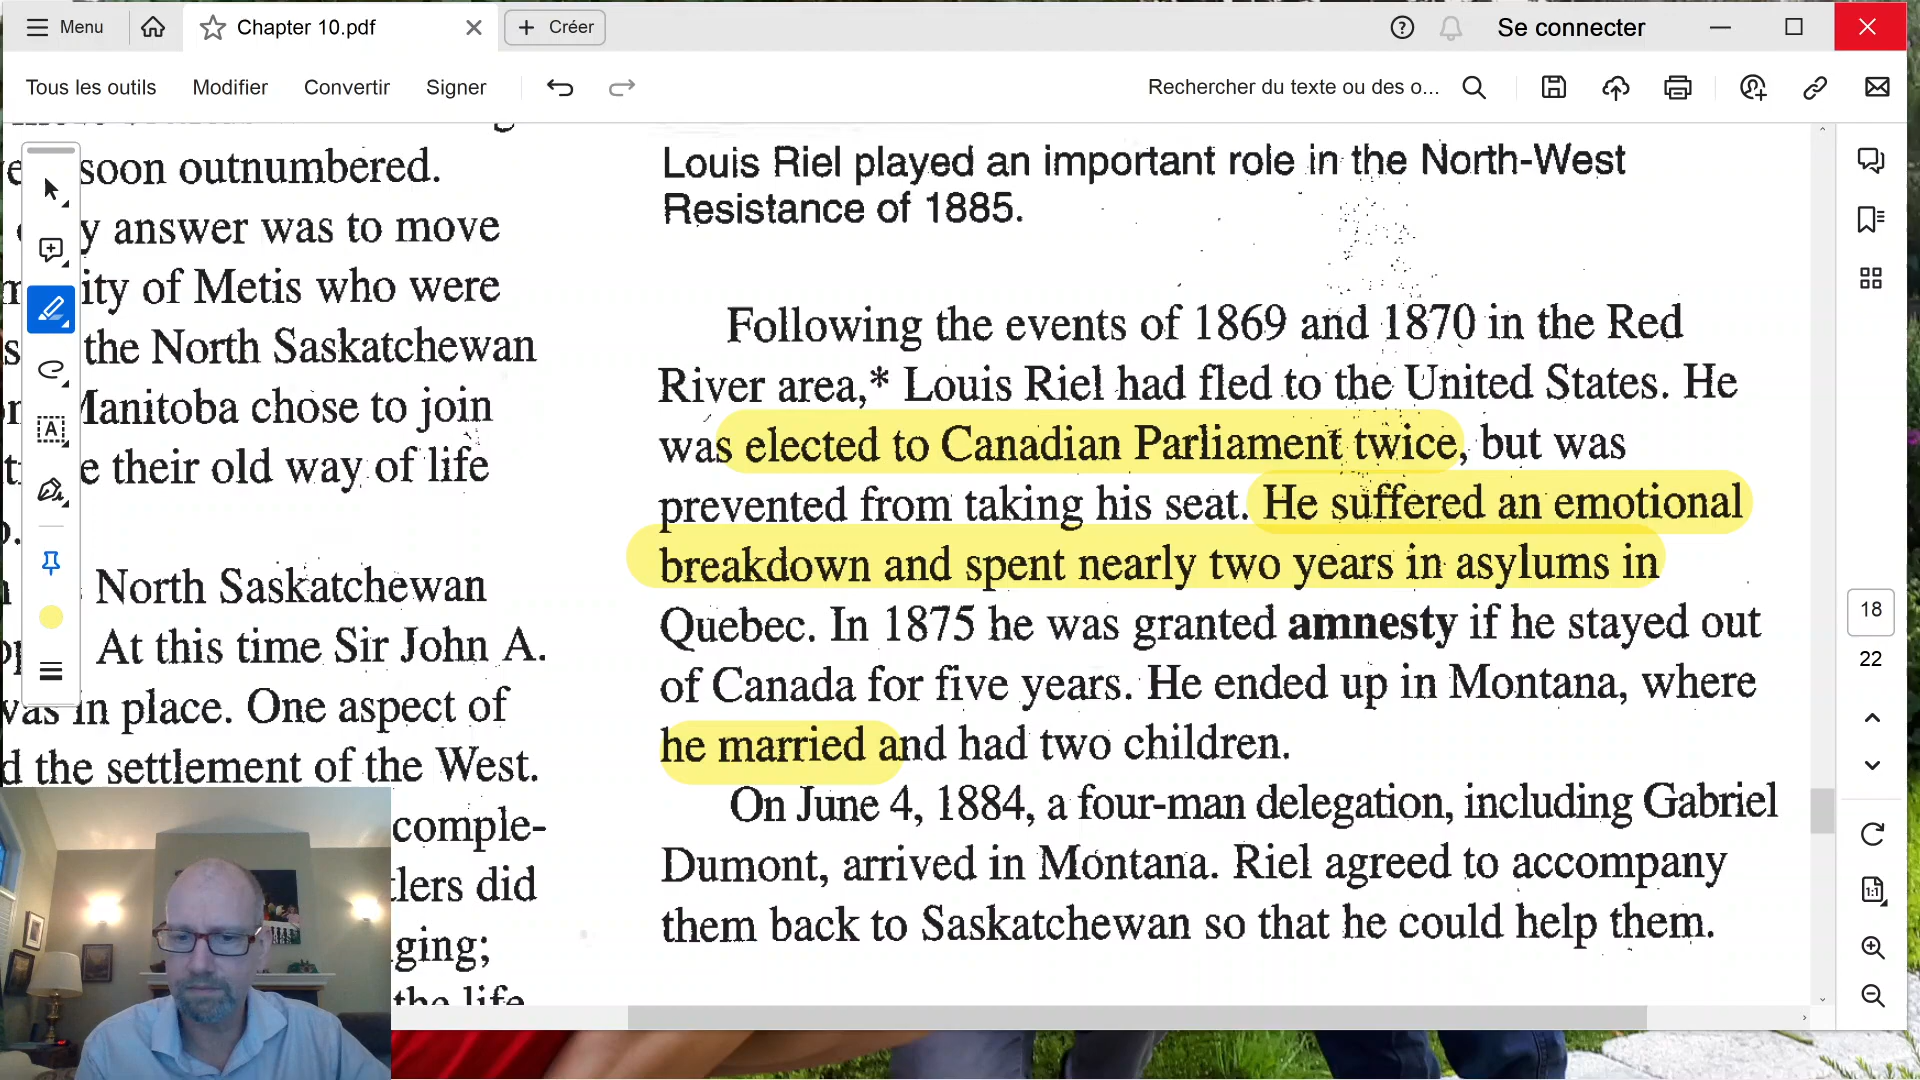 Menu
Chapter 10.pdf
Créer
Se connecter
Tous les outils
Modifier
Convertir
Signer
Rechercher du texte ou des o...
soon outnumbered.
answer was to move
ity of Metis who were
the North Saskatchewan
Manitoba chose to join
e their old way of life
North Saskatchewan
At this time Sir John A.
was in place. One aspect of
d the settlement of the West.
comple-
tlers did
ging;
the life
Louis Riel played an important role in the North-West
Resistance of 1885.
Following the events of 1869 and 1870 in the Red
River area,* Louis Riel had fled to the United States. He
was elected to Canadian Parliament twice, but was
prevented from taking his seat. He suffered an emotional
breakdown and spent nearly two years in asylums in
Quebec. In 1875 he was granted amnesty if he stayed out
of Canada for five years. He ended up in Montana, where
he married and had two children.
On June 4, 1884, a four-man delegation, including Gabriel
Dumont, arrived in Montana. Riel agreed to accompany
them back to Saskatchewan so that he could help them.
18
22